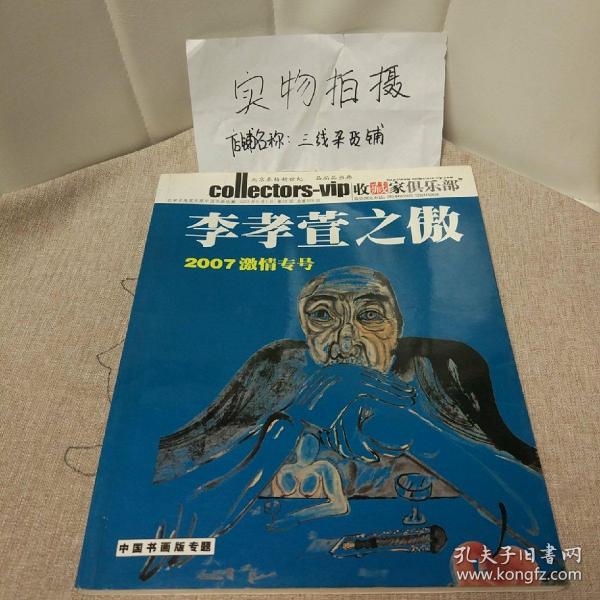 实物拍摄
店铺名称：三线杂货铺
collectors-vip 收藏家俱乐部
李孝萱之傲
2007激情专号
中国书画版专题
孔夫子旧书网
www.kongfz.com